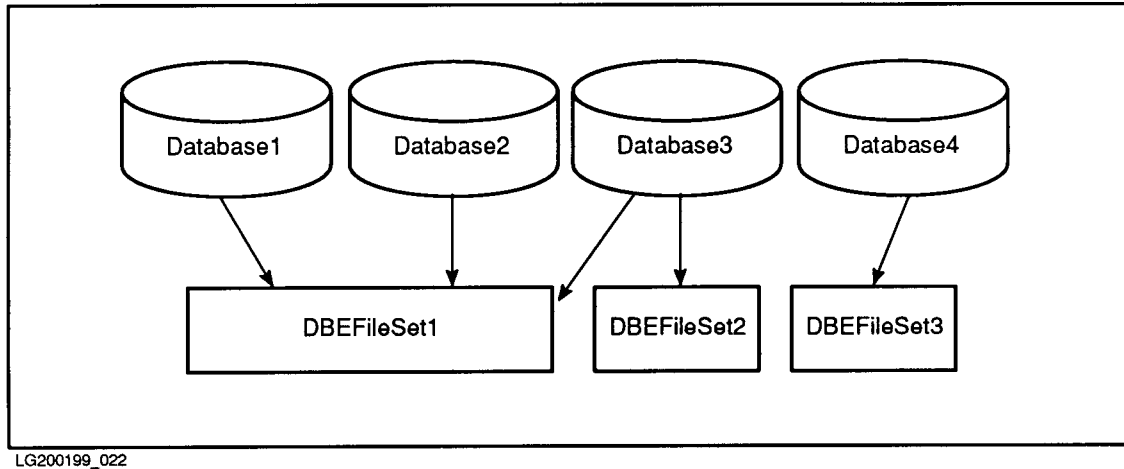 Database1
Database2
Database3
Database4
DBEFileSet1
DBEFileSet2
DBEFileSet3
LG200199_022